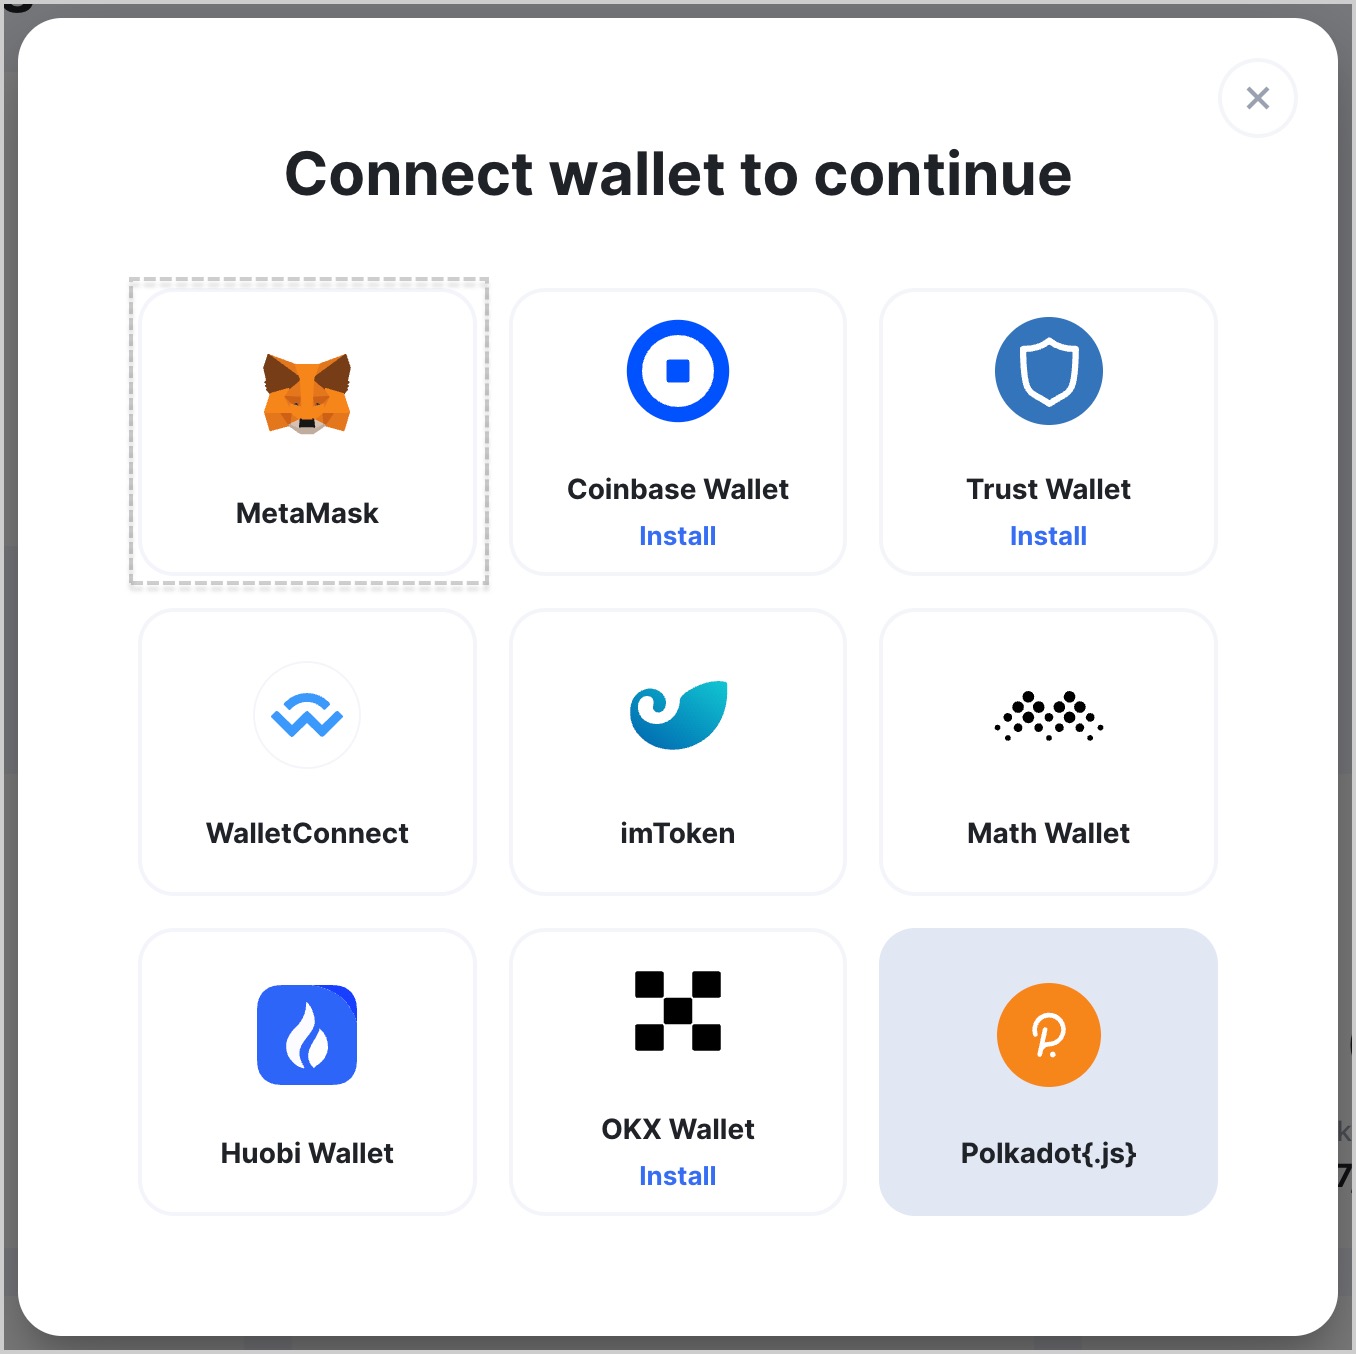 Connect wallet to continue
MetaMask
Coinbase Wallet
Install
Trust Wallet
Install
WalletConnect
imToken
Math Wallet
Huobi Wallet
OKX Wallet
Install
Polkadot{.js}